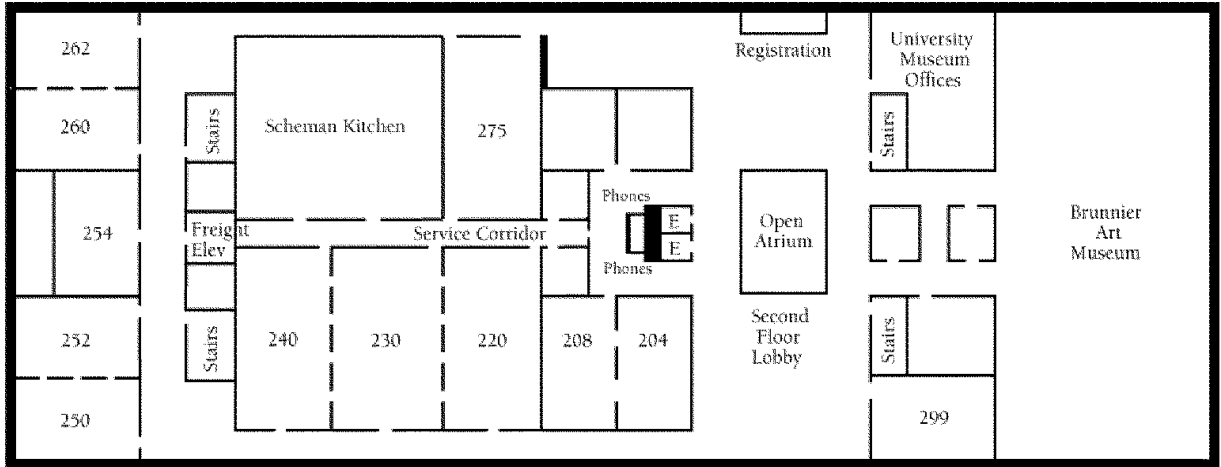 262
260
254
252
250
Stairs
Freight
Elev
Stairs
Scheman Kitchen
275
Service Corridor
240
230
220
208
204
Phones
E
E
Phones
Registration
Open
Atrium
Second
Floor
Lobby
University
Museum
Offices
Stairs
Stairs
299
Brunnier
Art
Museum